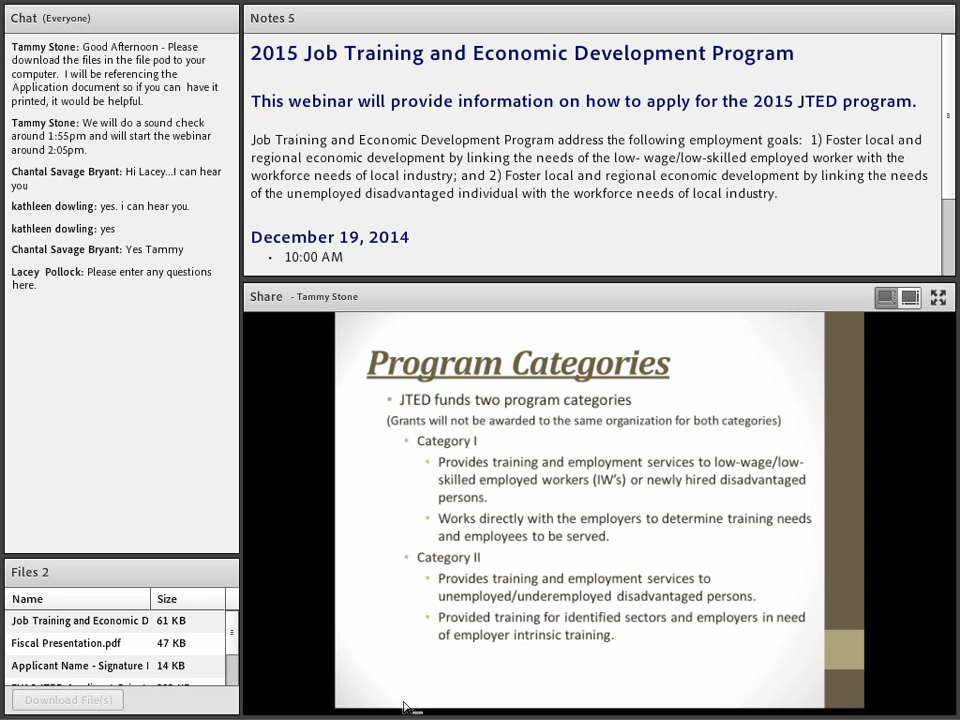 Chat (Everyone)
Tammy Stone: Good Afternoon - Please
download the files in the file pod to your
computer. I will be referencing the
Application document so if you can have it
printed, it would be helpful.
Tammy Stone: We will do a sound check
around 1:55pm and will start the webinar
around 2:05pm.
Chantal Savage Bryant: Hi Lacey...I can hear
you
kathleen dowling: yes. i can hear you.
kathleen dowling: yes
Chantal Savage Bryant: Yes Tammy
Lacey Pollock: Please enter any questions
here.
Files 2
Name Size
Job Training and Economic D 61 KB
Fiscal Presentation.pdf 47 KB
Applicant Name - Signature 14 KB
Download File(s)
Notes 5
2015 Job Training and Economic Development Program
This webinar will provide information on how to apply for the 2015 JTED program.
Job Training and Economic Development Program address the following employment goals: 1) Foster local and
regional economic development by linking the needs of the low- wage/low-skilled employed worker with the
workforce needs of local industry; and 2) Foster local and regional economic development by linking the needs
of the unemployed disadvantaged individual with the workforce needs of local industry.
December 19, 2014
• 10:00 AM
Share - Tammy Stone
Program Categories
• JTED funds two program categories
(Grants will not be awarded to the same organization for both categories)
• Category I
• Provides training and employment services to low-wage/low-
skilled employed workers (IW's) or newly hired disadvantaged
persons.
• Works directly with the employers to determine training needs
and employees to be served.
• Category II
• Provides training and employment services to
unemployed/underemployed disadvantaged persons.
• Provided training for identified sectors and employers in need
of employer intrinsic training.